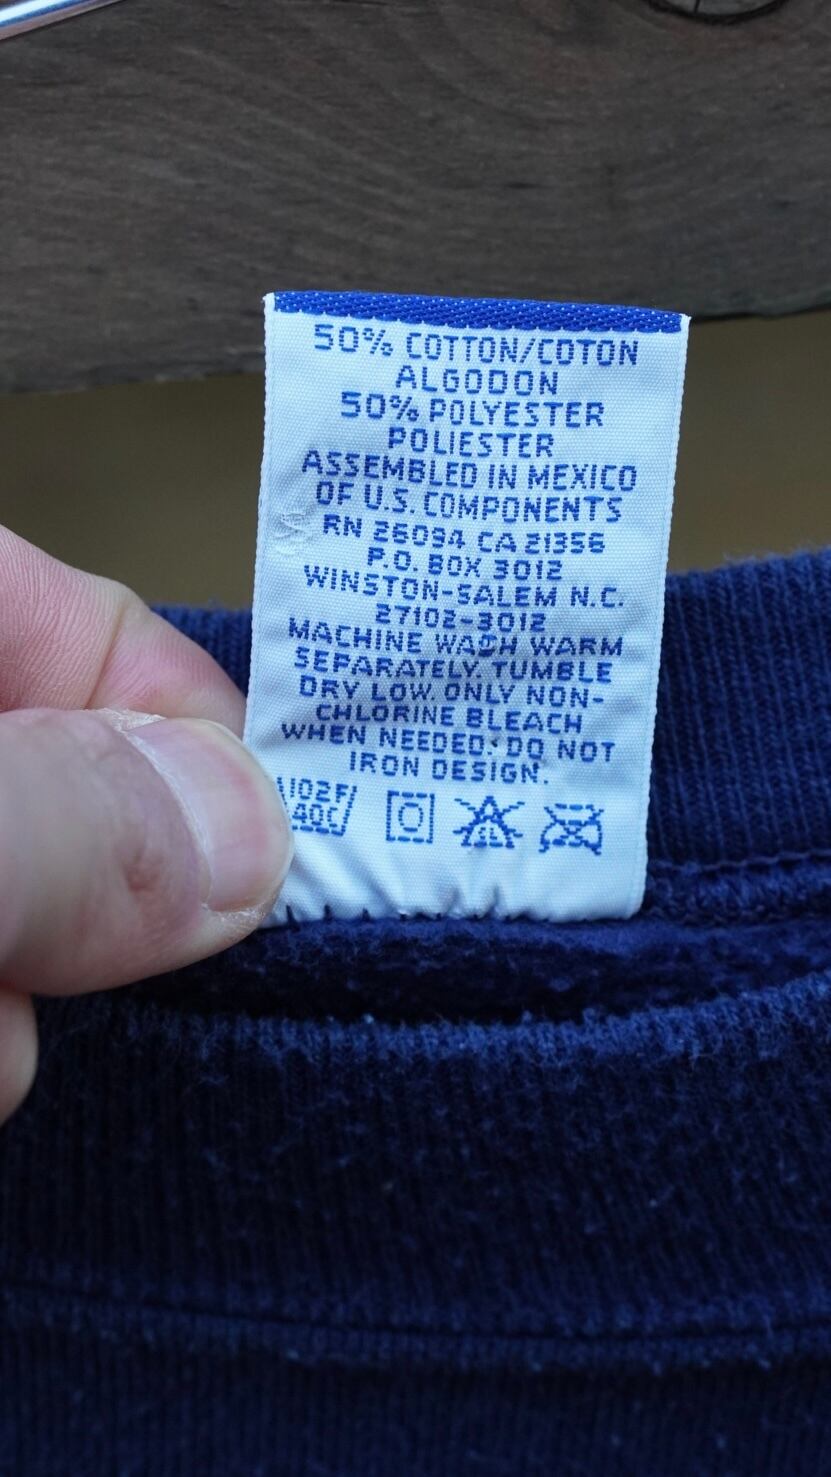 50% COTTON/COTON
ALGODON
50% POLYESTER
POLIESTER
ASSEMBLED IN MEXICO
OF U.S. COMPONENTS
RN 26094 CA 21356
P.O. BOX 3012
WINSTON-SALEM N.C.
27102-3012
MACHINE WASH WARM
SEPARATELY. TUMBLE
DRY LOW. ONLY NON-
CHLORINE BLEACH
WHEN NEEDED. DO NOT
IRON DESIGN.
102F
40C